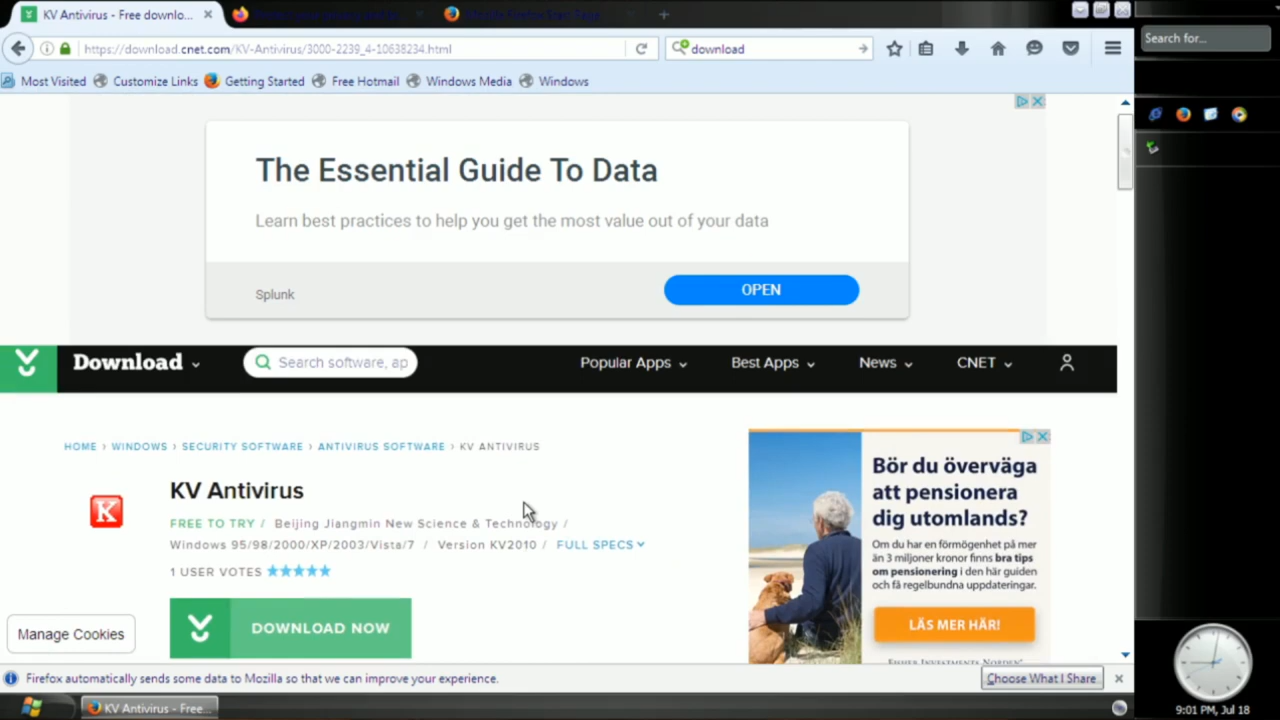 KV Antivirus - Free downlo...
Mozilla Firefox Start Page
https://download.cnet.com/KV-Antivirus/3000-2239_4-10638234.html
download
Search for...
Most Visited
Customize Links
Getting Started
Free Hotmail
Windows Media
Windows
The Essential Guide To Data
Learn best practices to help you get the most value out of your data
Splunk
OPEN
Download
Search software, ap
Popular Apps
Best Apps
News
CNET
HOME > WINDOWS > SECURITY SOFTWARE > ANTIVIRUS SOFTWARE > KV ANTIVIRUS
K
KV Antivirus
FREE TO TRY / Beijing Jiangmin New Science & Technology /
Windows 95/98/2000/XP/2003/Vista/7 / Version KV2010 / FULL SPECS
1 USER VOTES
DOWNLOAD NOW
Manage Cookies
Bör du överväga
att pensionera
dig utomlands?
Om du har en förmögenhet på mer
än 3 miljoner kronor finns bra tips
om pensionering i den här guiden
och få regelbundna uppdateringar.
LÄS MER HÄR!
FISHER INVESTMENTS NORDEN
Firefox automatically sends some data to Mozilla so that we can improve your experience.
Choose What I Share
KV Antivirus - Free...
9:01 PM, Jul 18